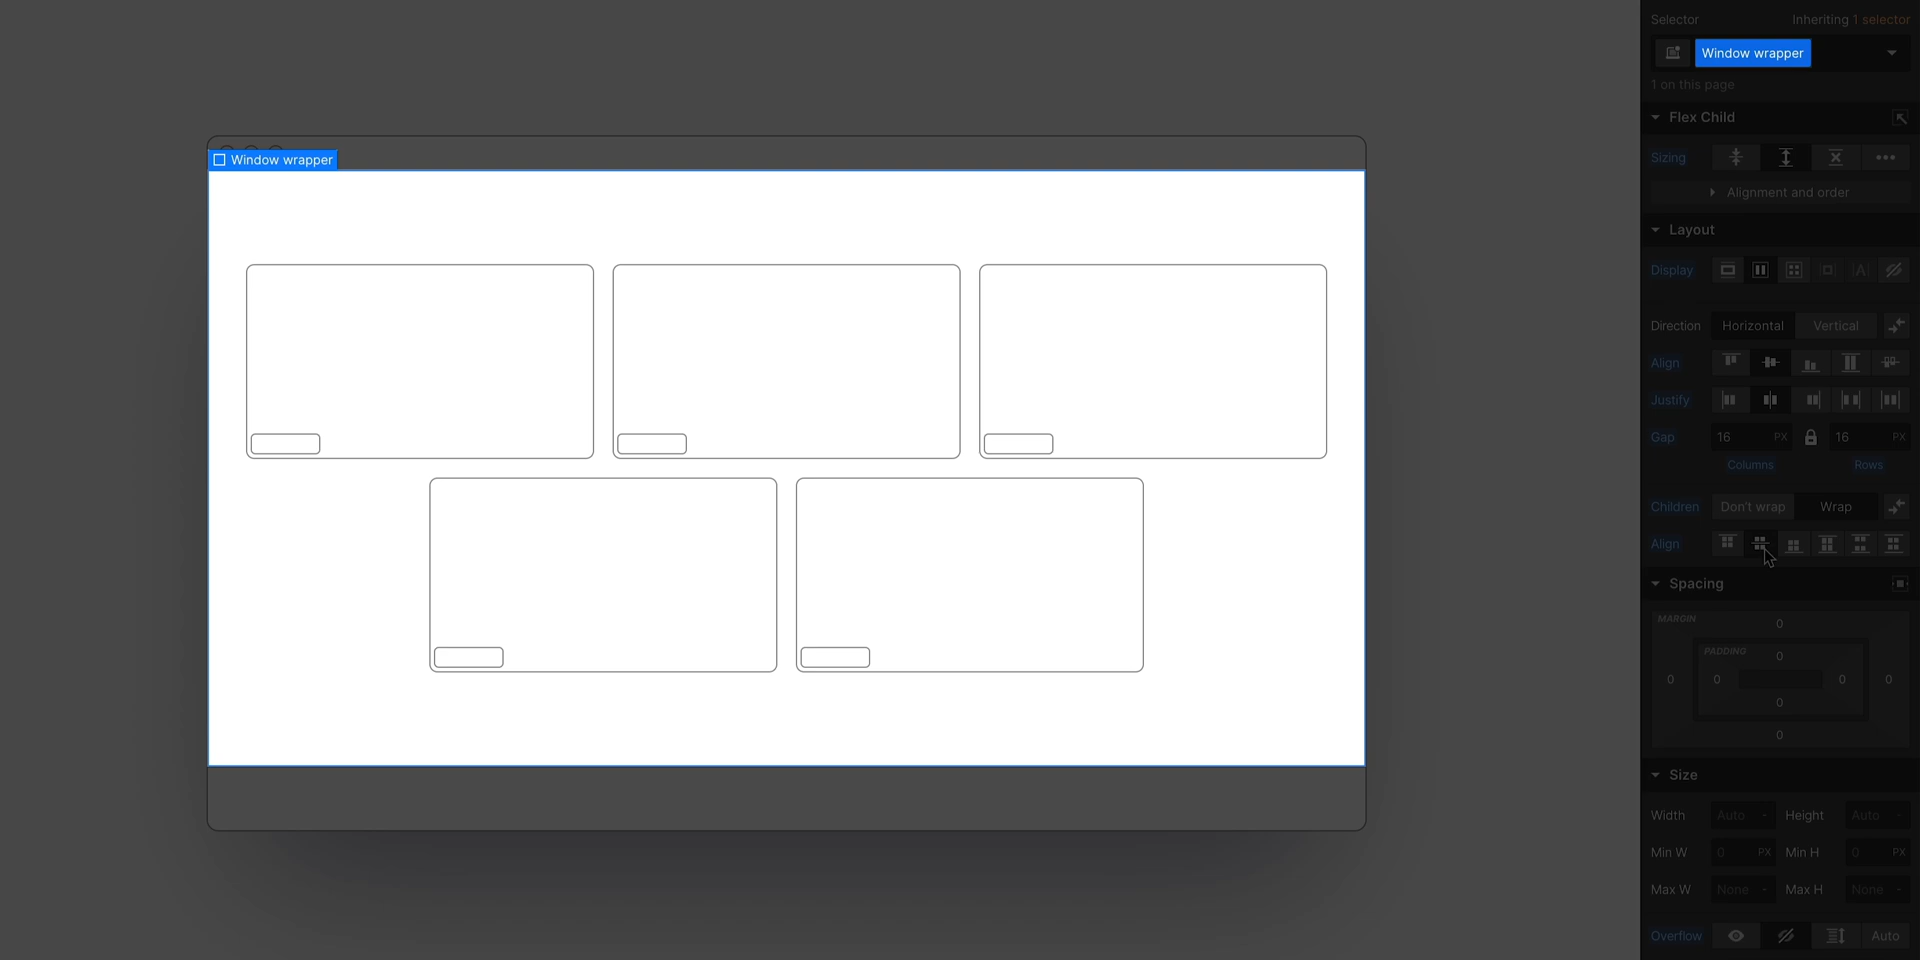 Selector Inheriting 1 selector
Window wrapper
1 on this page
Flex Child
Sizing
Alignment and order
Layout
Display
Direction Horizontal Vertical
Align
Justify
Gap 16 PX 16 PX
Columns Rows
Children Don't wrap Wrap
Align
Spacing
MARGIN
0
PADDING
0
0 0 0 0
0
0
Size
Width Auto - Height Auto -
Min W 0 PX Min H 0 PX
Max W None - Max H None -
Overflow Auto
Window wrapper